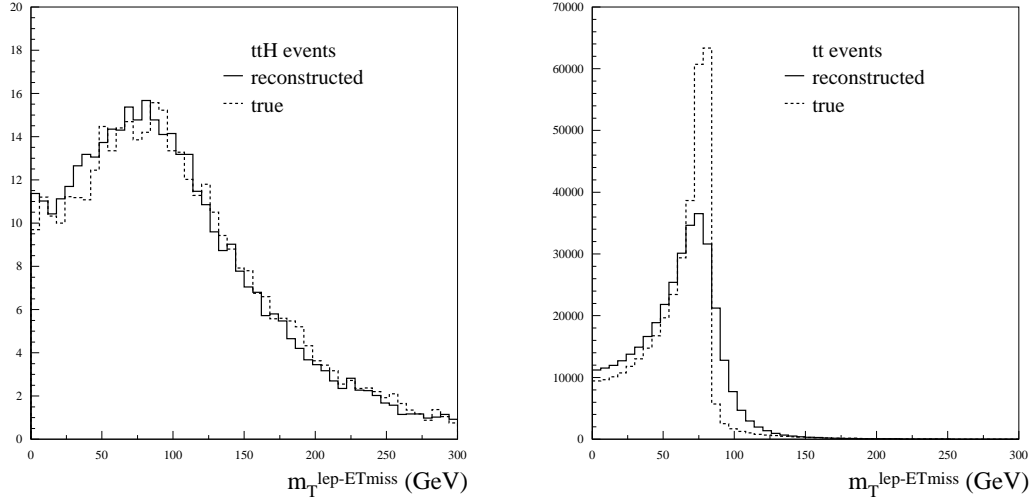 20
18
16
14
12
10
8
6
4
2
0
ttH events
reconstructed
true
0 50 100 150 200 250 300
m_T^lep-ETmiss (GeV)
70000
60000
50000
40000
30000
20000
10000
0
tt events
reconstructed
true
0 50 100 150 200 250 300
m_T^lep-ETmiss (GeV)